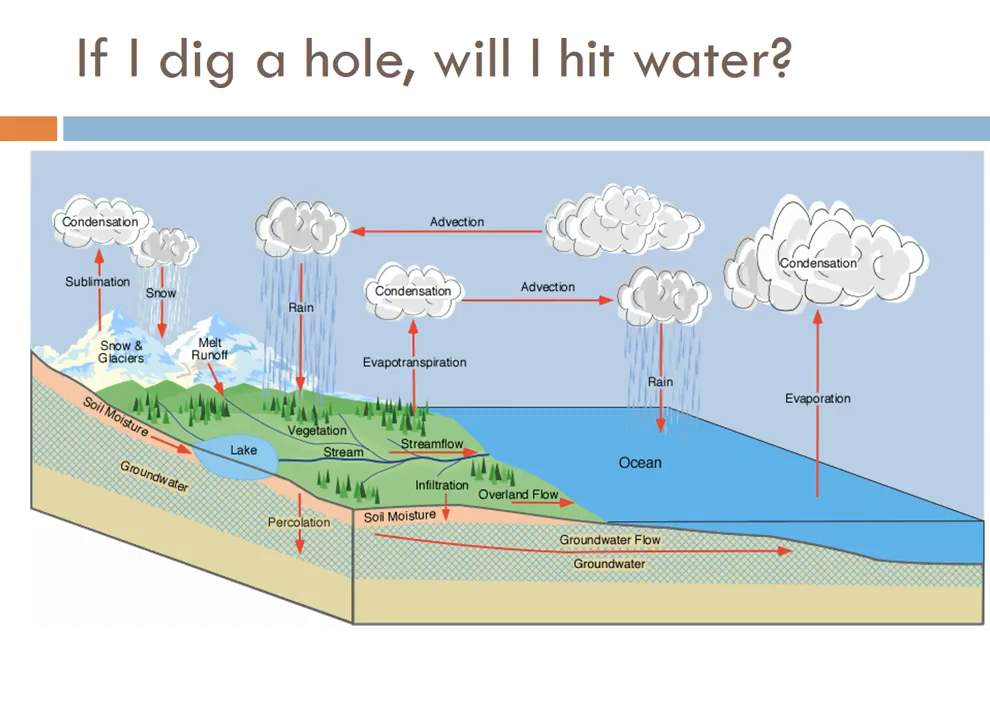 If I dig a hole, will I hit water?
Condensation
Advection
Sublimation
Snow
Rain
Condensation
Advection
Condensation
Snow &
Glaciers
Melt
Runoff
Evapotranspiration
Rain
Evaporation
Soil Moisture
Vegetation
Lake
Stream
Streamflow
Ocean
Groundwater
Infiltration
Overland Flow
Percolation
Soil Moisture
Groundwater Flow
Groundwater